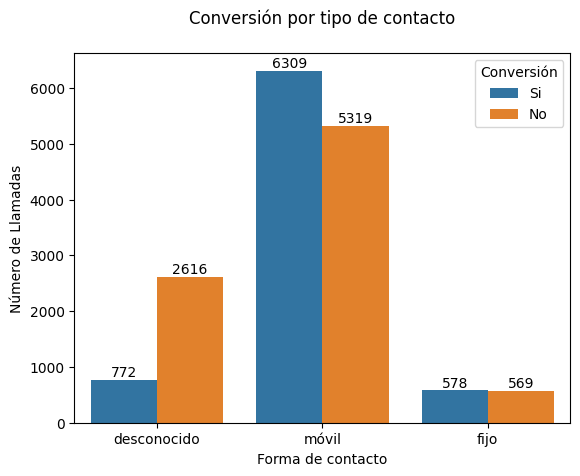 Conversión por tipo de contacto
Número de Llamadas
6000
5000
4000
3000
2000
1000
0
772
2616
6309
5319
578
569
Conversión
Si
No
desconocido
móvil
fijo
Forma de contacto